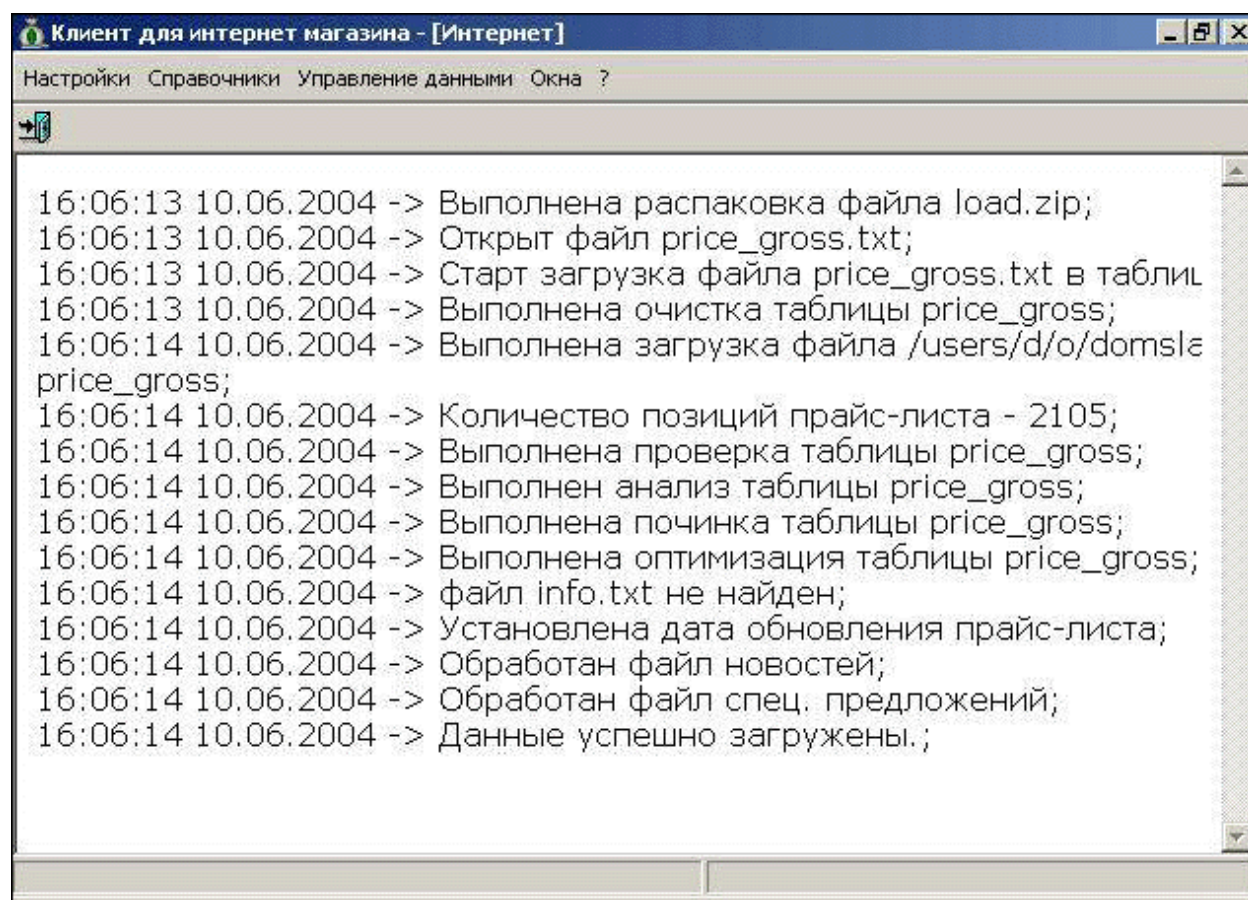 Клиент для интернет магазина - [Интернет]
Настройки Справочники Управление данными Окна ?
16:06:13 10.06.2004 -> Выполнена распаковка файла load.zip;
16:06:13 10.06.2004 -> Открыт файл price_gross.txt;
16:06:13 10.06.2004 -> Старт загрузка файла price_gross.txt в таблиц
16:06:13 10.06.2004 -> Выполнена очистка таблицы price_gross;
16:06:14 10.06.2004 -> Выполнена загрузка файла /users/d/o/domsla
price_gross;
16:06:14 10.06.2004 -> Количество позиций прайс-листа - 2105;
16:06:14 10.06.2004 -> Выполнена проверка таблицы price_gross;
16:06:14 10.06.2004 -> Выполнен анализ таблицы price_gross;
16:06:14 10.06.2004 -> Выполнена починка таблицы price_gross;
16:06:14 10.06.2004 -> Выполнена оптимизация таблицы price_gross;
16:06:14 10.06.2004 -> файл info.txt не найден;
16:06:14 10.06.2004 -> Установлена дата обновления прайс-листа;
16:06:14 10.06.2004 -> Обработан файл новостей;
16:06:14 10.06.2004 -> Обработан файл спец. предложений;
16:06:14 10.06.2004 -> Данные успешно загружены.;